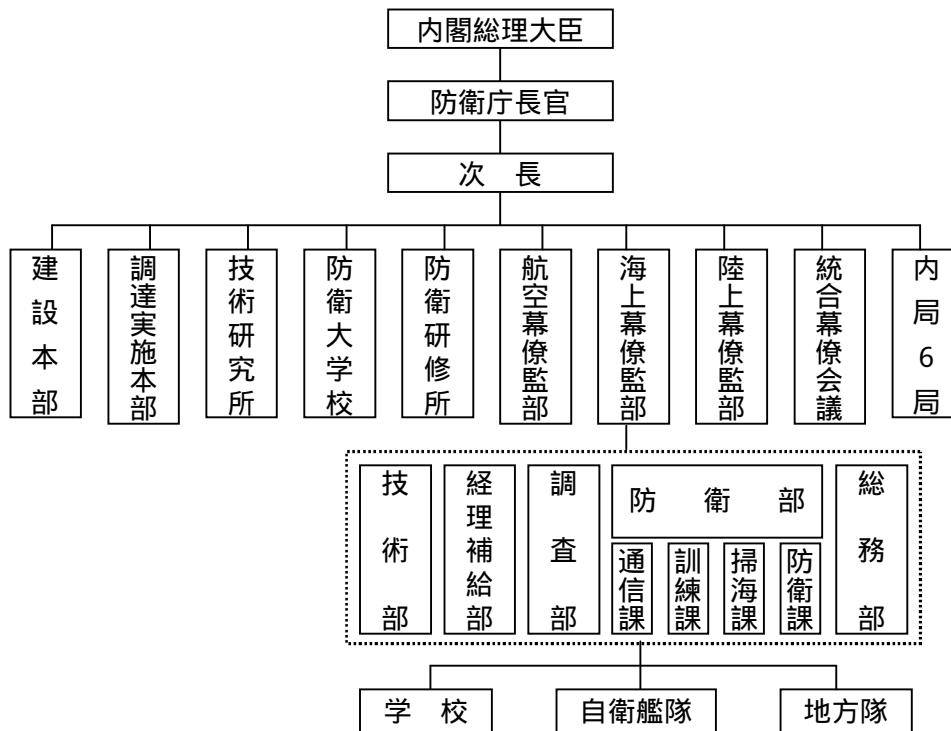 内閣総理大臣
防衛庁長官
次 長
建設本部
調達実施本部
技術研究所
防衛大学校
防衛研修所
航空幕僚監部
海上幕僚監部
陸上幕僚監部
統合幕僚会議
内局6局
技術部
経理補給部
調査部
防衛部
通信課
訓練課
掃海課
防衛課
総務部
学 校
自衛艦隊
地方隊